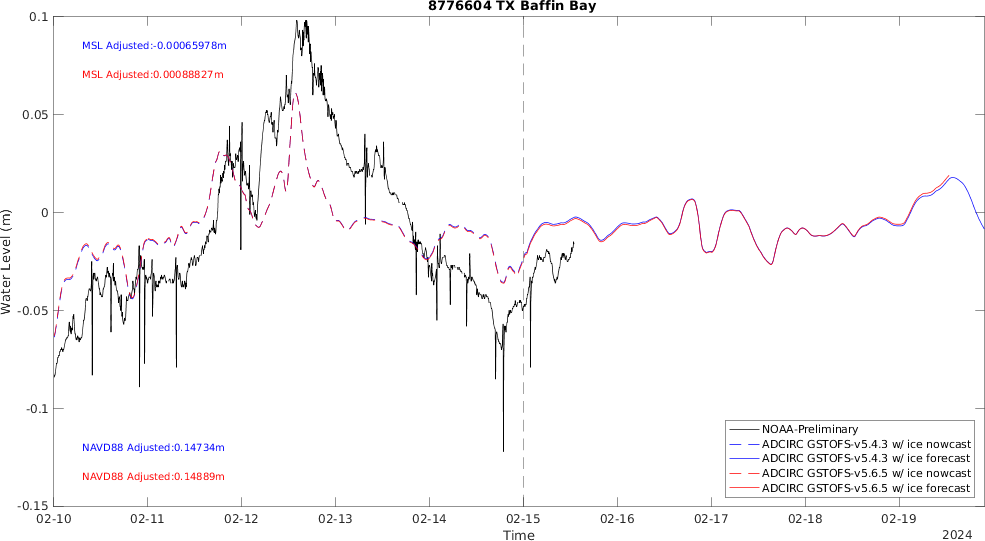 8776604 TX Baffin Bay
0.1
0.05
0
-0.05
-0.1
-0.15
Water Level (m)
MSL Adjusted:-0.00065978m
MSL Adjusted:0.00088827m
NAVD88 Adjusted:0.14734m
NAVD88 Adjusted:0.14889m
NOAA-Preliminary
ADCIRC GSTOFS-v5.4.3 w/ ice nowcast
ADCIRC GSTOFS-v5.4.3 w/ ice forecast
ADCIRC GSTOFS-v5.6.5 w/ ice nowcast
ADCIRC GSTOFS-v5.6.5 w/ ice forecast
02-10 02-11 02-12 02-13 02-14 02-15 02-16 02-17 02-18 02-19
Time
2024